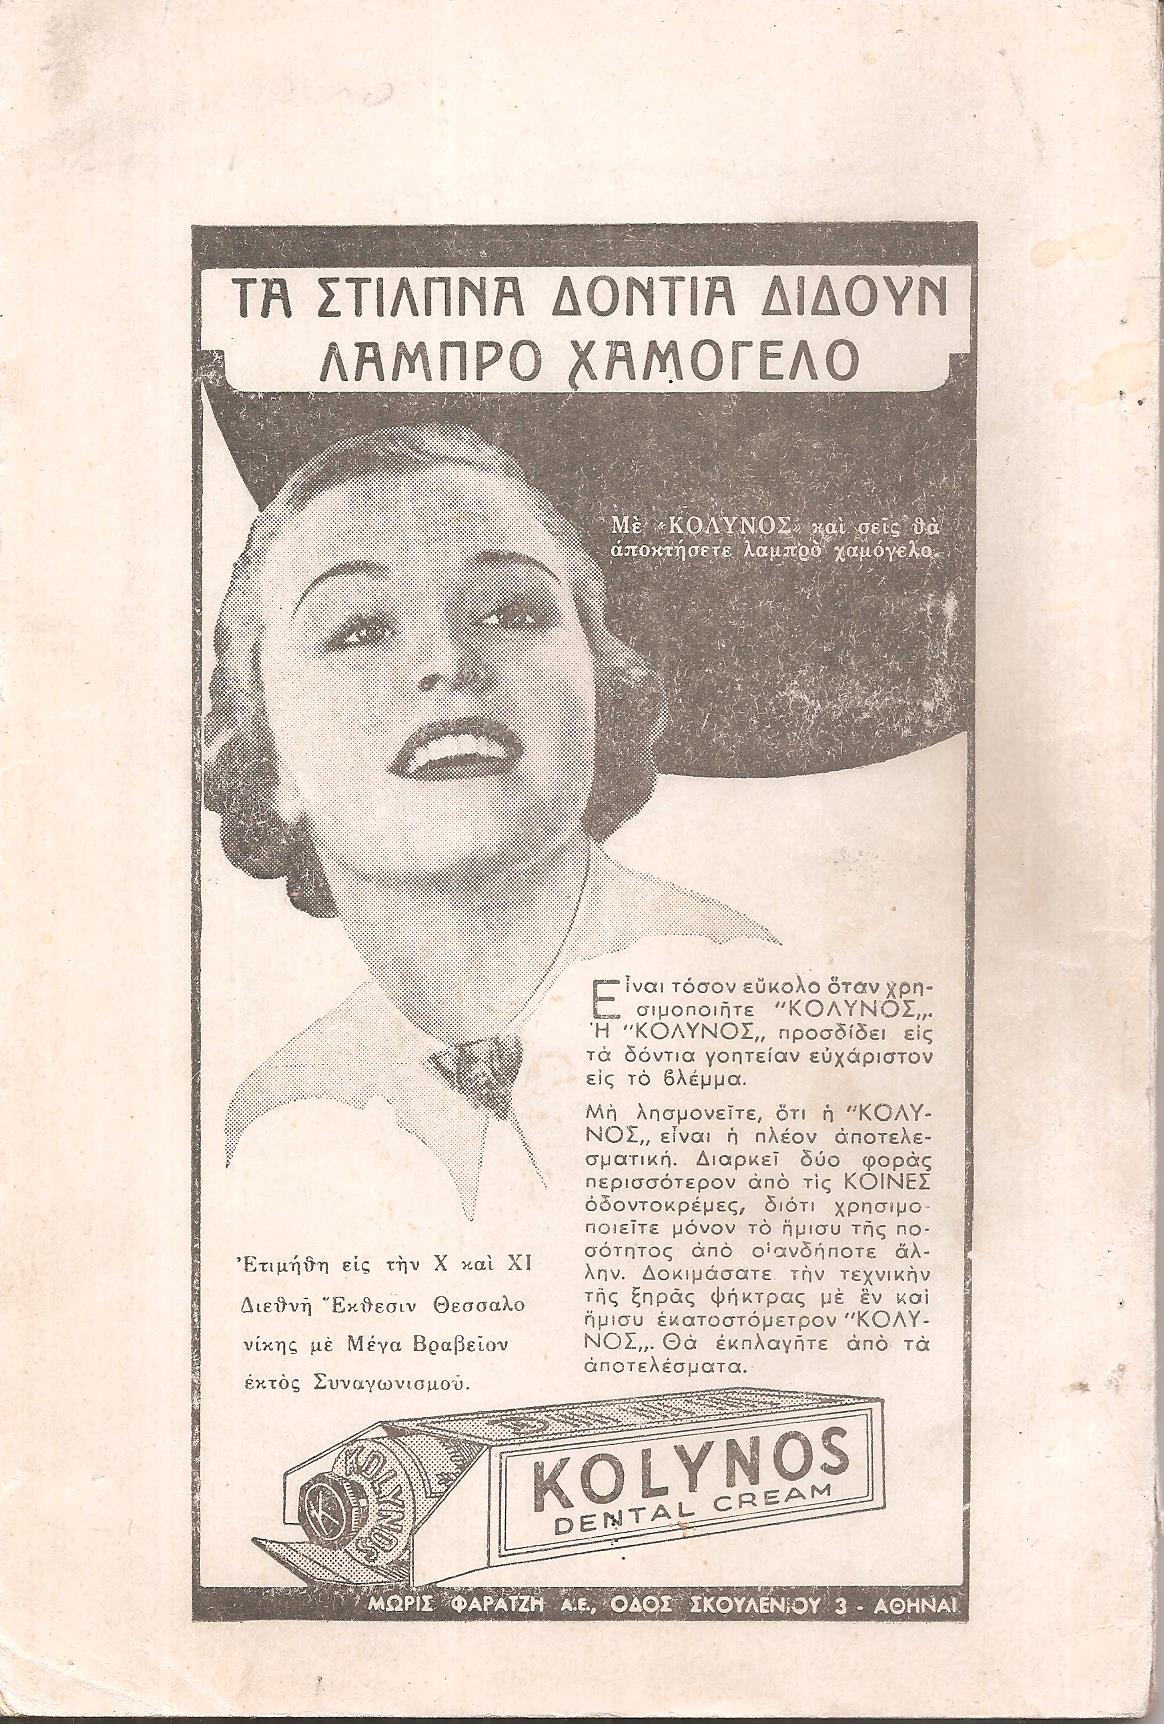 ΤΑ ΣΤΙΛΠΝΑ ΔΟΝΤΙΑ ΔΙΔΟΥΝ
ΛΑΜΠΡΟ ΧΑΜΟΓΕΛΟ
Μὲ «ΚΟΛΥΝΟΣ» καὶ σεῖς θὰ
ἀποκτήσετε λαμπρὸ χαμόγελο.
Εἶναι τόσον εὔκολο ὅταν χρη-
σιμοποιῆτε "ΚΟΛΥΝΟΣ„.
Ἡ "ΚΟΛΥΝΟΣ„ προσδίδει εἰς
τὰ δόντια γοητείαν εὐχάριστον
εἰς τὸ βλέμμα.
Μὴ λησμονεῖτε, ὅτι ἡ "ΚΟΛΥ-
ΝΟΣ„ εἶναι ἡ πλέον ἀποτελε-
σματική. Διαρκεῖ δύο φορὰς
περισσότερον ἀπὸ τὶς ΚΟΙΝΕΣ
ὀδοντοκρέμες, διότι χρησιμο-
ποιεῖτε μόνον τὸ ἥμισυ τῆς πο-
σότητος ἀπὸ οἱανδήποτε ἄλ-
λην. Δοκιμάσατε τὴν τεχνικὴν
τῆς ξηρᾶς ψήκτρας μὲ ἓν καὶ
ἥμισυ ἑκατοστόμετρον "ΚΟΛΥ-
ΝΟΣ„. Θὰ ἐκπλαγῆτε ἀπὸ τὰ
ἀποτελέσματα.
Ἐτιμήθη εἰς τὴν Χ καὶ ΧΙ
Διεθνῆ Ἔκθεσιν Θεσσαλο
νίκης μὲ Μέγα Βραβεῖον
ἐκτὸς Συναγωνισμοῦ.
KOLYNOS
K
KOLYNOS
DENTAL CREAM
ΜΩΡΙΣ ΦΑΡΑΤΖΗ Α.Ε., ΟΔΟΣ ΣΚΟΥΛΕΝΙΟΥ 3 - ΑΘΗΝΑΙ